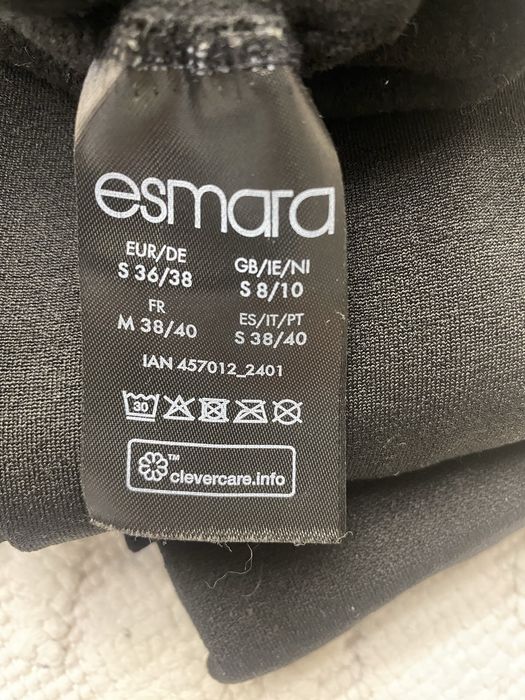 esmara
EUR/DE
S 36/38
GB/IE/NI
S 8/10
FR
M 38/40
ES/IT/PT
S 38/40
IAN 457012_2401
30
™
clevercare.info